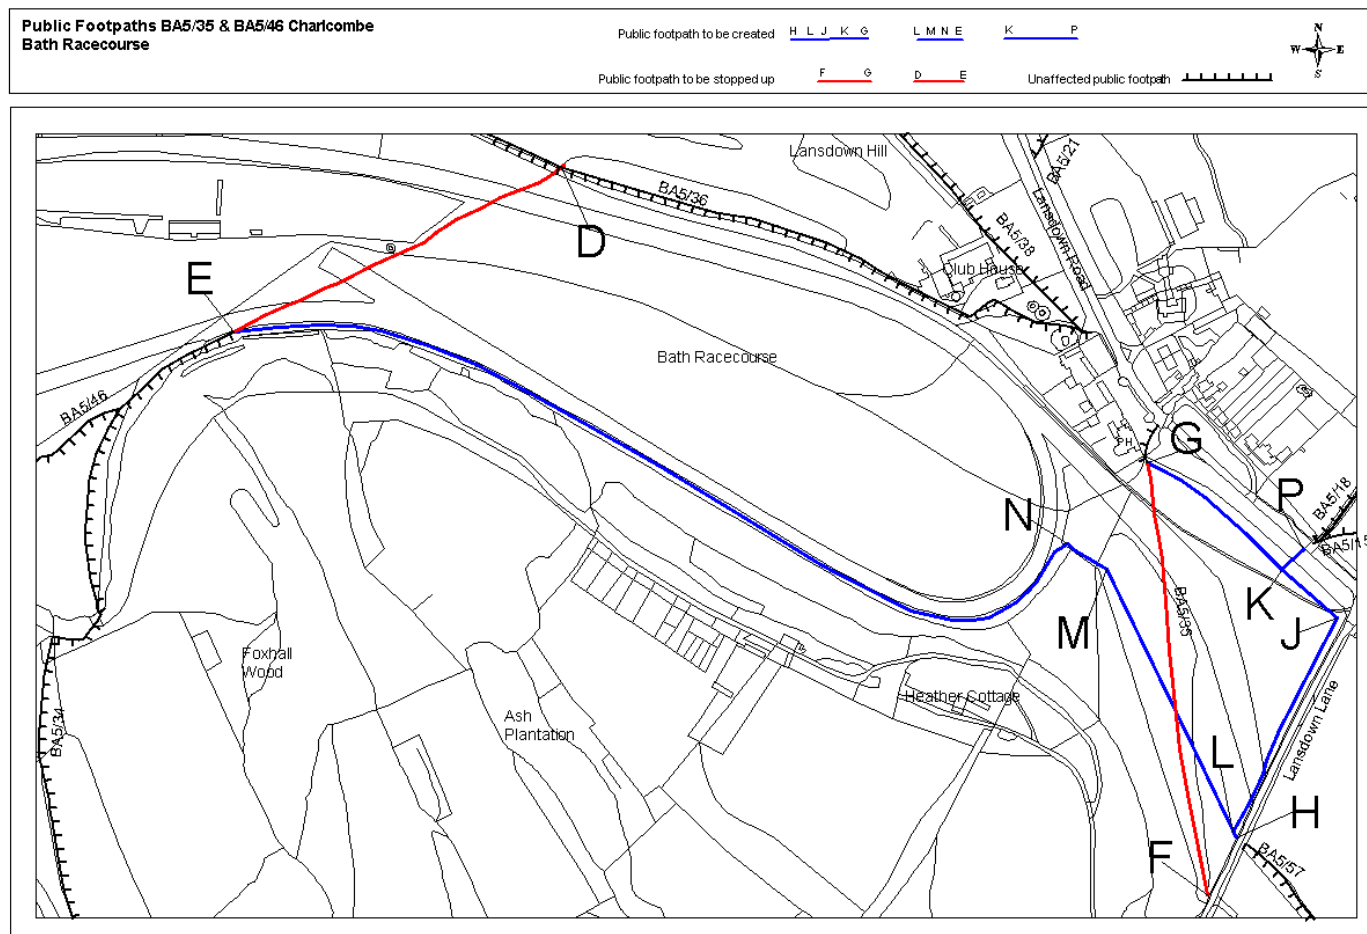 Public Footpaths BA5/35 & BA5/46 Charlcombe
Bath Racecourse
Public footpath to be created H L J K G L M N E K P
Public footpath to be stopped up F G D E Unaffected public footpath
N
W E
S
Lansdown Hill
BA5/21
BA5/36
Lansdown Road
BA5/38
D
Club House
E
Bath Racecourse
BA5/46
PH
G
P
BA5/18
N
BA5/15
K
M
J
BA5/35
Foxhall
Wood
Heather Cottage
BA5/34
Ash
Plantation
Lansdown Lane
L
H
F
BA5/57